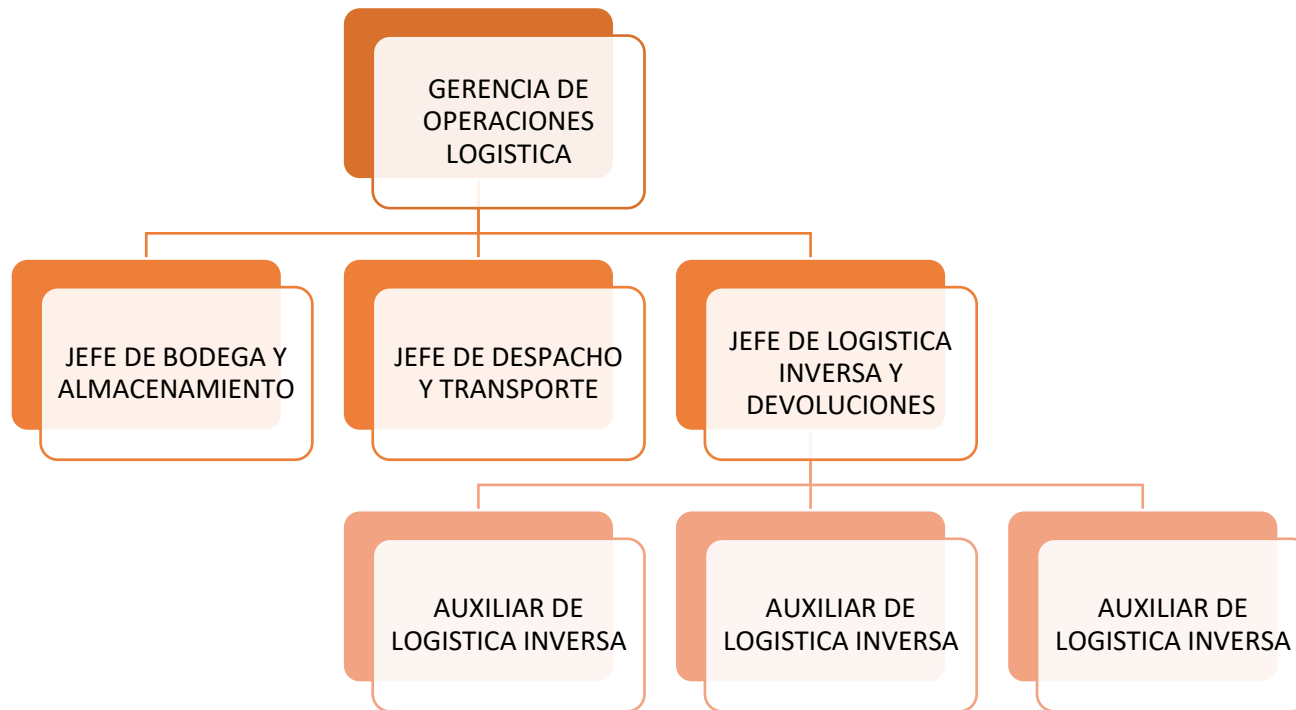 GERENCIA DE
OPERACIONES
LOGISTICA
JEFE DE BODEGA Y
ALMACENAMIENTO
JEFE DE DESPACHO
Y TRANSPORTE
JEFE DE LOGISTICA
INVERSA Y
DEVOLUCIONES
AUXILIAR DE
LOGISTICA INVERSA
AUXILIAR DE
LOGISTICA INVERSA
AUXILIAR DE
LOGISTICA INVERSA